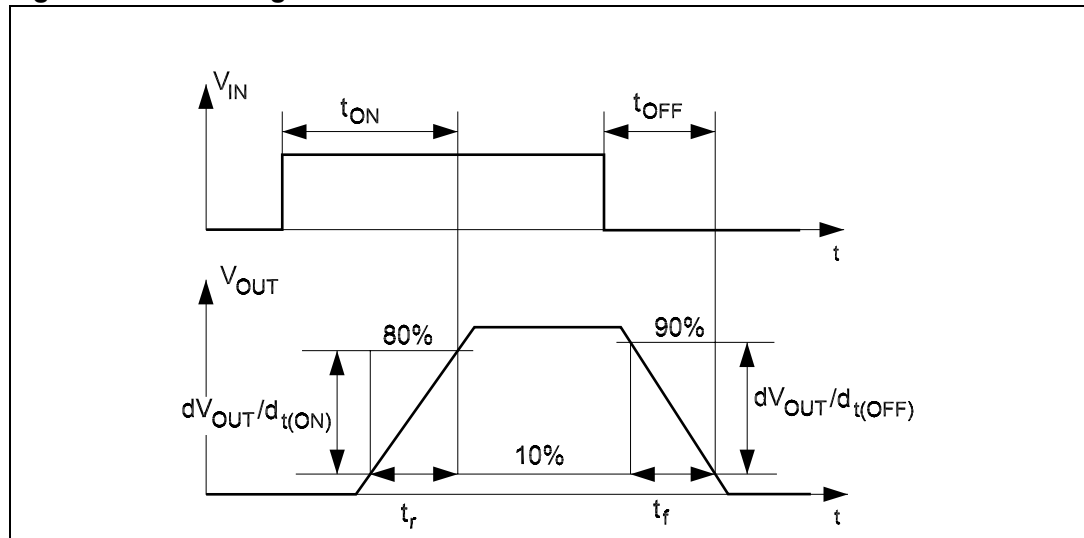 V_IN
t_ON
t_OFF
t
V_OUT
80%
90%
dV_OUT/d_t(ON)
dV_OUT/d_t(OFF)
10%
t_r
t_f
t